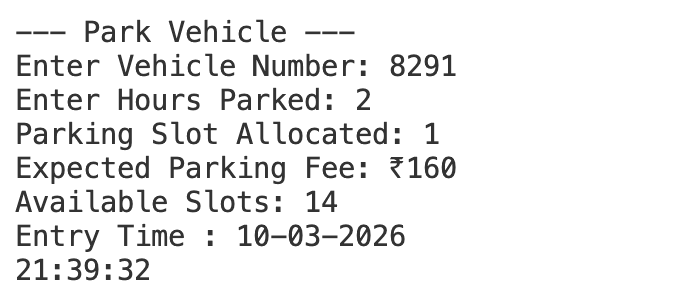 --- Park Vehicle ---
Enter Vehicle Number: 8291
Enter Hours Parked: 2
Parking Slot Allocated: 1
Expected Parking Fee: ₹160
Available Slots: 14
Entry Time : 10-03-2026
21:39:32